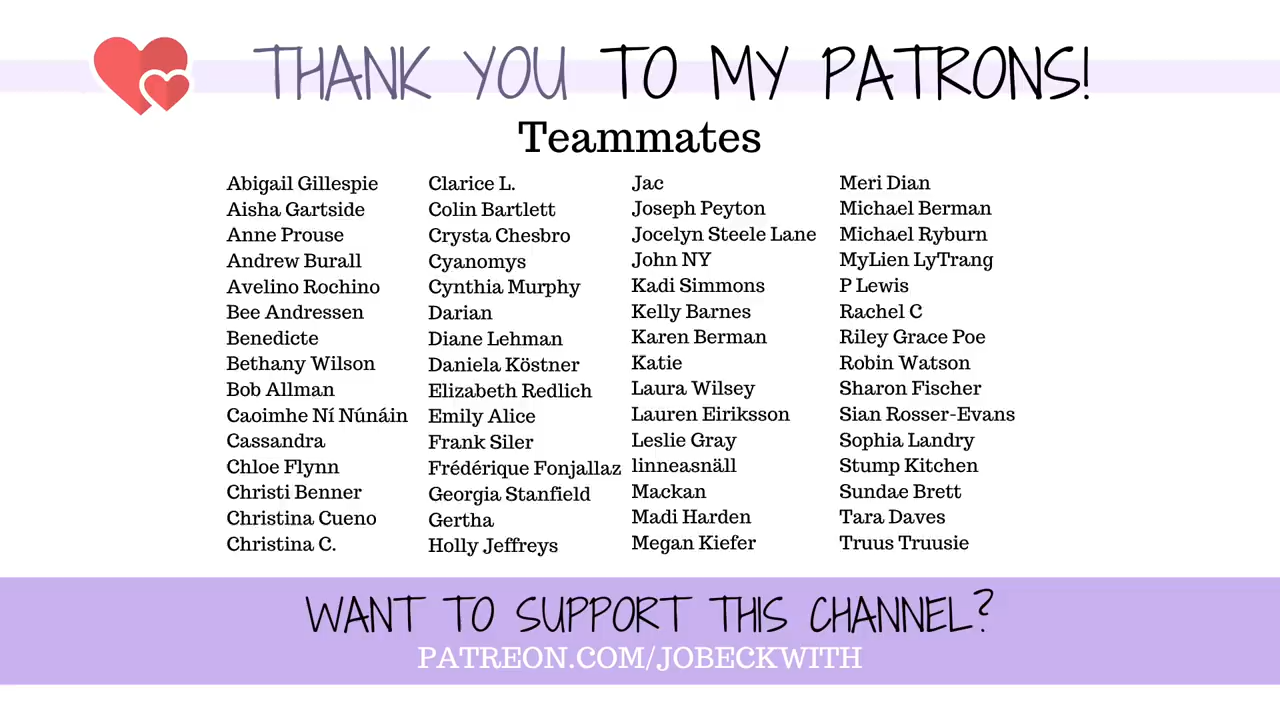 THANK YOU TO MY PATRONS!
Teammates
Abigail Gillespie
Aisha Gartside
Anne Prouse
Andrew Burall
Avelino Rochino
Bee Andressen
Benedicte
Bethany Wilson
Bob Allman
Caoimhe Ní Núnáin
Cassandra
Chloe Flynn
Christi Benner
Christina Cueno
Christina C.
Clarice L.
Colin Bartlett
Crysta Chesbro
Cyanomys
Cynthia Murphy
Darian
Diane Lehman
Daniela Köstner
Elizabeth Redlich
Emily Alice
Frank Siler
Frédérique Fonjallaz
Georgia Stanfield
Gertha
Holly Jeffreys
Jac
Joseph Peyton
Jocelyn Steele Lane
John NY
Kadi Simmons
Kelly Barnes
Karen Berman
Katie
Laura Wilsey
Lauren Eiriksson
Leslie Gray
linneasnäll
Mackan
Madi Harden
Megan Kiefer
Meri Dian
Michael Berman
Michael Ryburn
MyLien LyTrang
P Lewis
Rachel C
Riley Grace Poe
Robin Watson
Sharon Fischer
Sian Rosser-Evans
Sophia Landry
Stump Kitchen
Sundae Brett
Tara Daves
Truus Truusie
WANT TO SUPPORT THIS CHANNEL?
PATREON.COM/JOBECKWITH